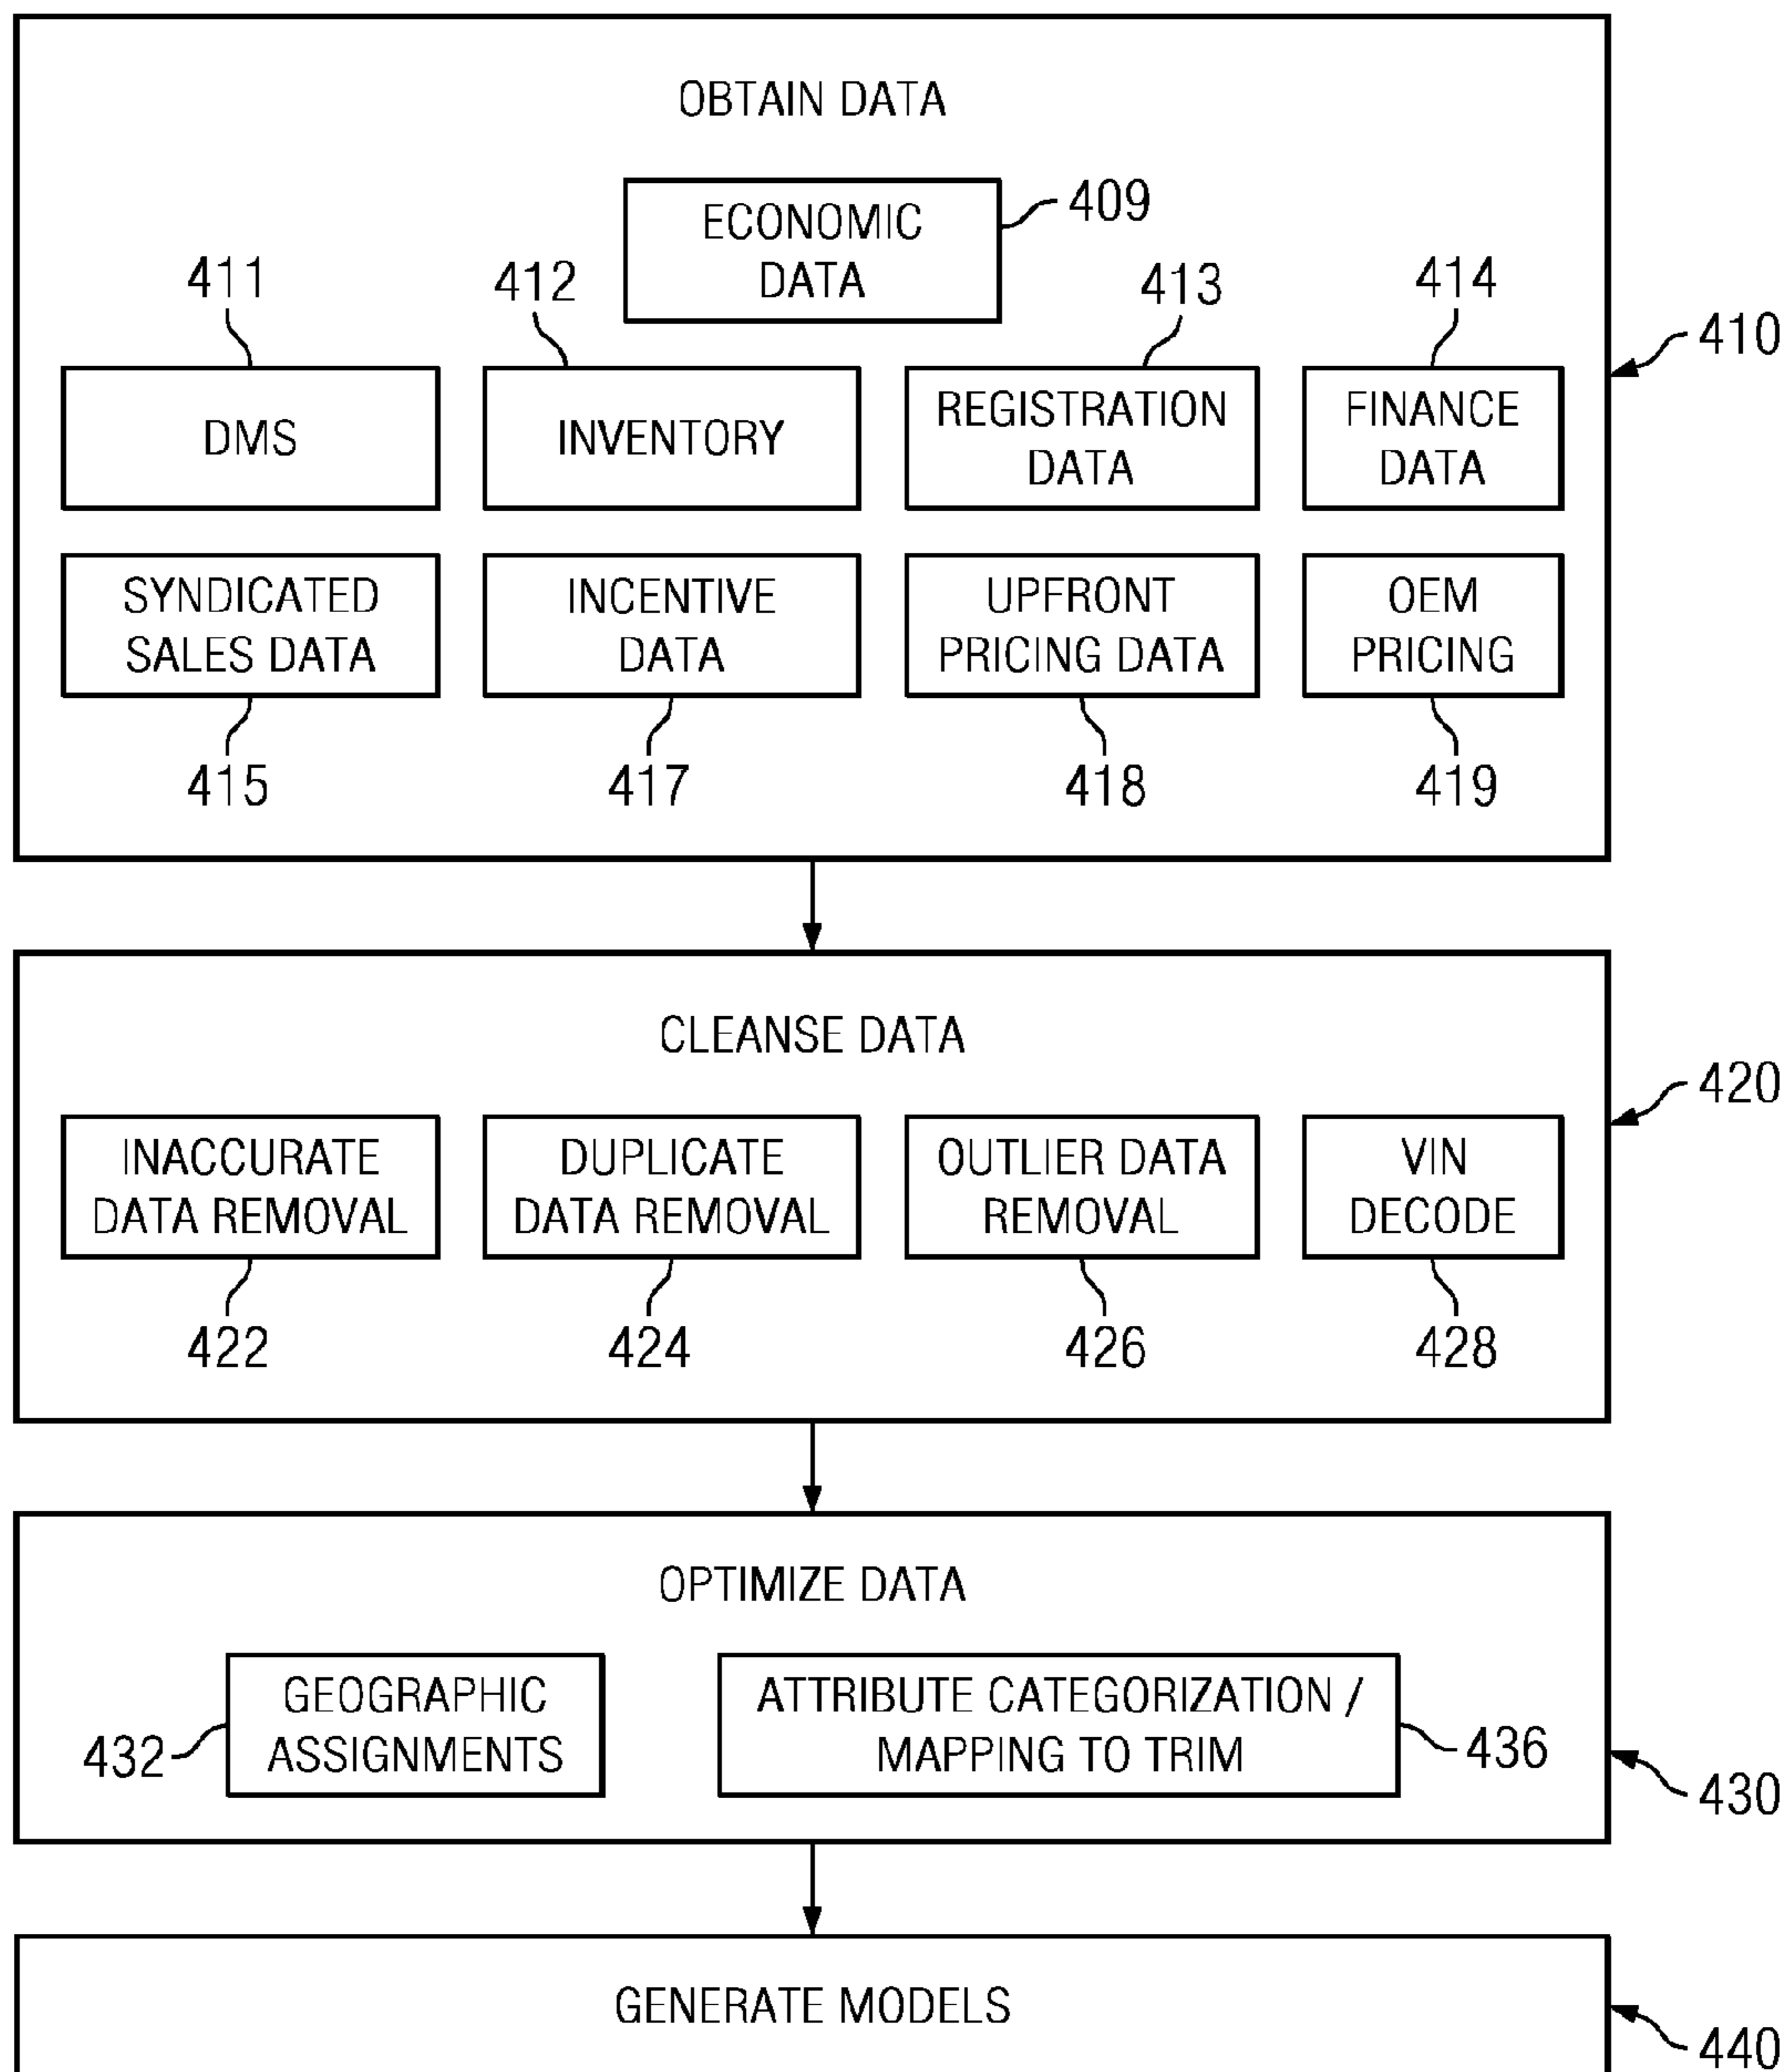 OBTAIN DATA
ECONOMIC
DATA
409
411
412
413
414
410
DMS
INVENTORY
REGISTRATION
DATA
FINANCE
DATA
SYNDICATED
SALES DATA
INCENTIVE
DATA
UPFRONT
PRICING DATA
OEM
PRICING
415
417
418
419
CLEANSE DATA
420
INACCURATE
DATA REMOVAL
DUPLICATE
DATA REMOVAL
OUTLIER DATA
REMOVAL
VIN
DECODE
422
424
426
428
OPTIMIZE DATA
432
GEOGRAPHIC
ASSIGNMENTS
ATTRIBUTE CATEGORIZATION /
MAPPING TO TRIM
436
430
GENERATE MODELS
440